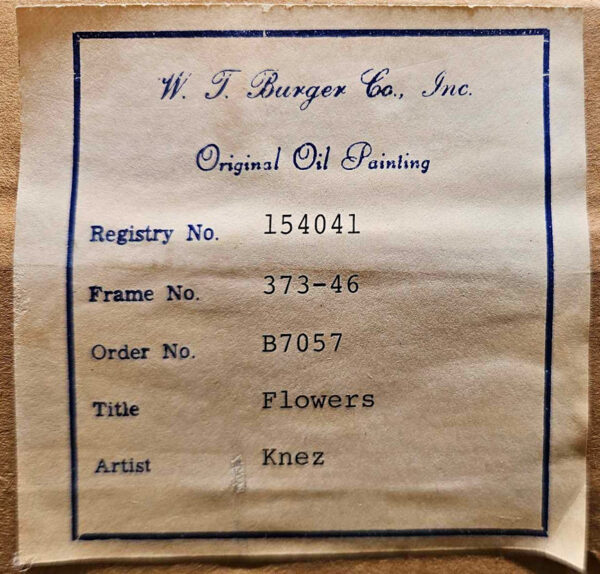 W. T. Burger Co., Inc.
Original Oil Painting
Registry No. 154041
Frame No. 373-46
Order No. B7057
Title Flowers
Artist Knez